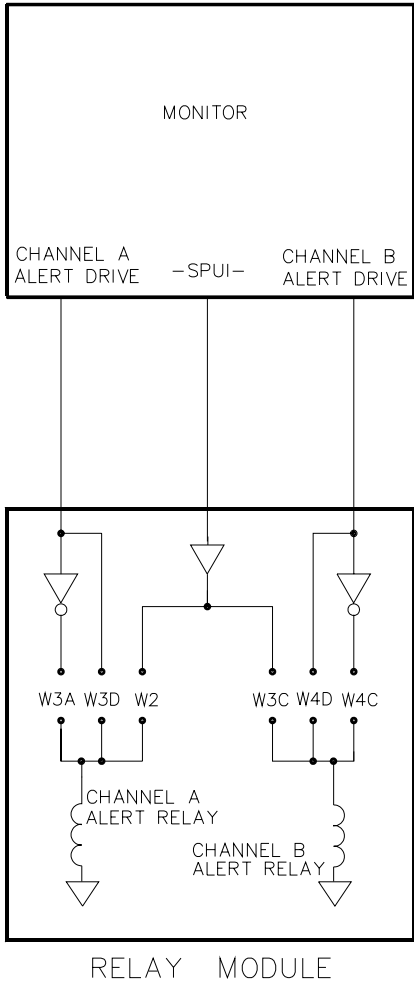 MONITOR
CHANNEL A
ALERT DRIVE
-SPUI-
CHANNEL B
ALERT DRIVE
W3A W3D W2
W3C W4D W4C
CHANNEL A
ALERT RELAY
CHANNEL B
ALERT RELAY
RELAY MODULE